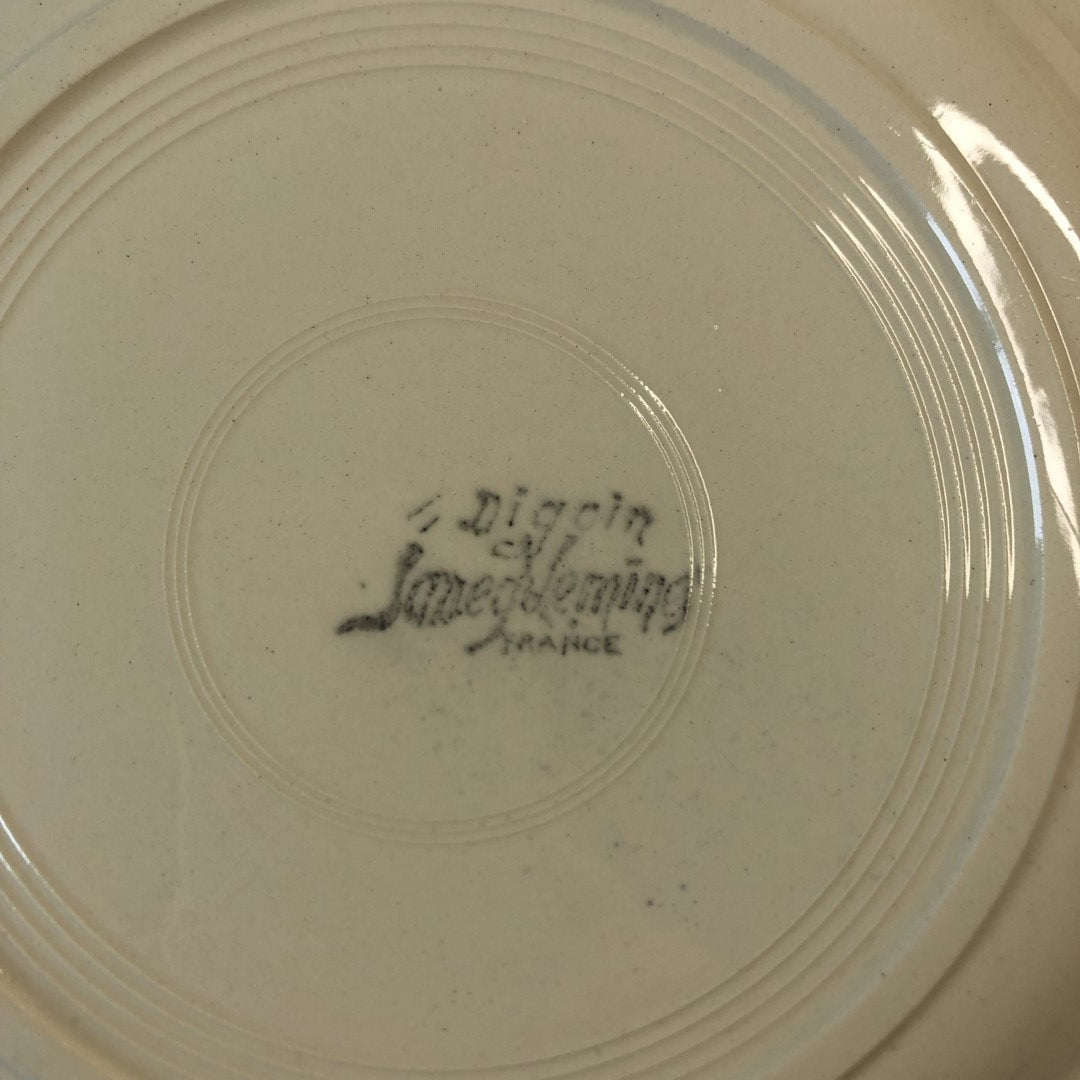 Digoin
&
Sarreguemines
FRANCE